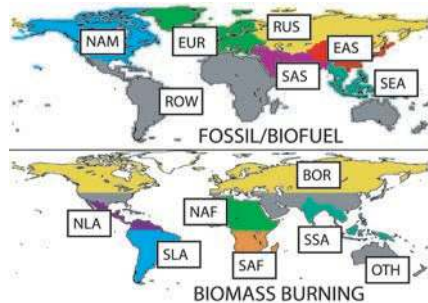 NAM
EUR
RUS
EAS
SAS
SEA
ROW
FOSSIL/BIOFUEL
BOR
NLA
NAF
SSA
SLA
SAF
OTH
BIOMASS BURNING